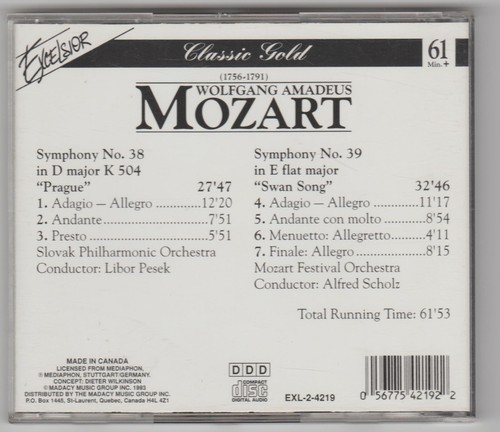 Excelsior
Classic Gold
61
Min.+
(1756-1791)
WOLFGANG AMADEUS
MOZART
Symphony No. 38
in D major K 504
"Prague" 27'47
1. Adagio — Allegro ............12'20
2. Andante.............................7'51
3. Presto ................................5'51
Slovak Philharmonic Orchestra
Conductor: Libor Pesek
Symphony No. 39
in E flat major
"Swan Song" 32'46
4. Adagio — Allegro ............11'17
5. Andante con molto ............8'54
6. Menuetto: Allegretto..........4'11
7. Finale: Allegro ...................8'15
Mozart Festival Orchestra
Conductor: Alfred Scholz
Total Running Time: 61'53
MADE IN CANADA
LICENSED FROM MEDIAPHON,
© MEDIAPHON, STUTTGART/GERMANY.
CONCEPT: DIETER WILKINSON
© MADACY MUSIC GROUP INC. 1993
DISTRIBUTED BY THE MADACY MUSIC GROUP INC.
P.O. Box 1445, St-Laurent, Quebec, Canada H4L 4Z1
DDD
COMPACT
disc
DIGITAL AUDIO
EXL-2-4219
0 56775 42192 2